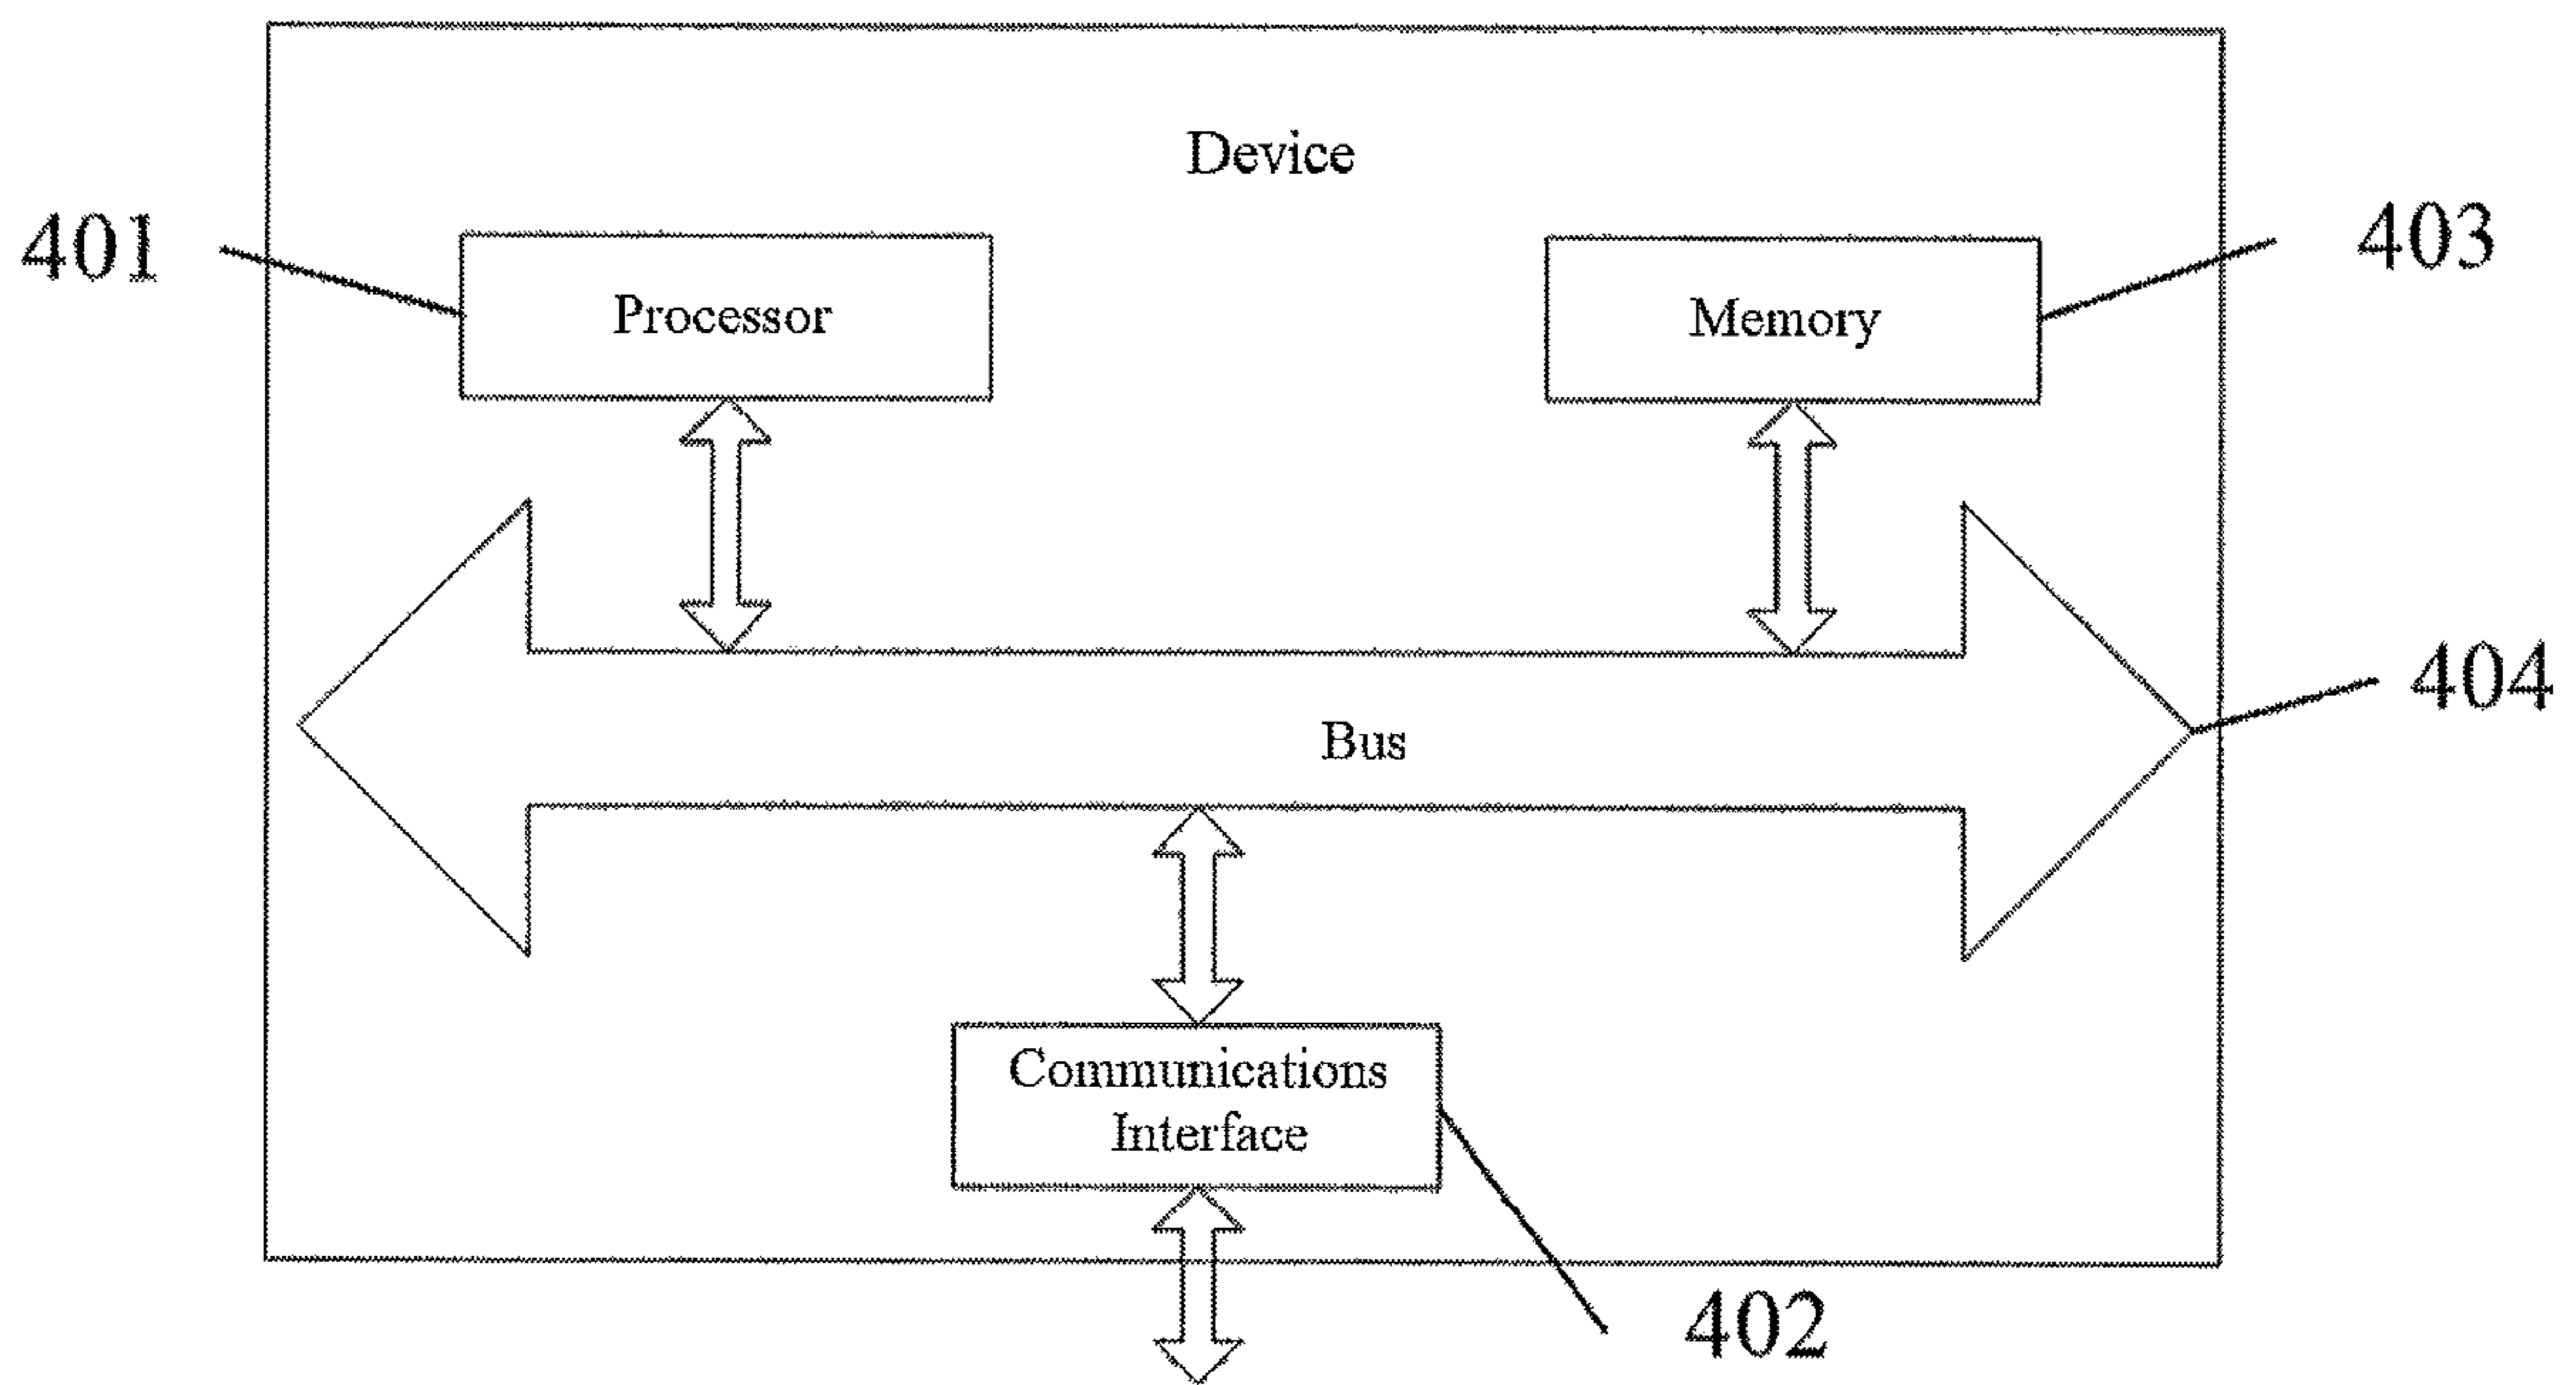 Device
401
Processor
Memory
403
Bus
404
Communications
Interface
402